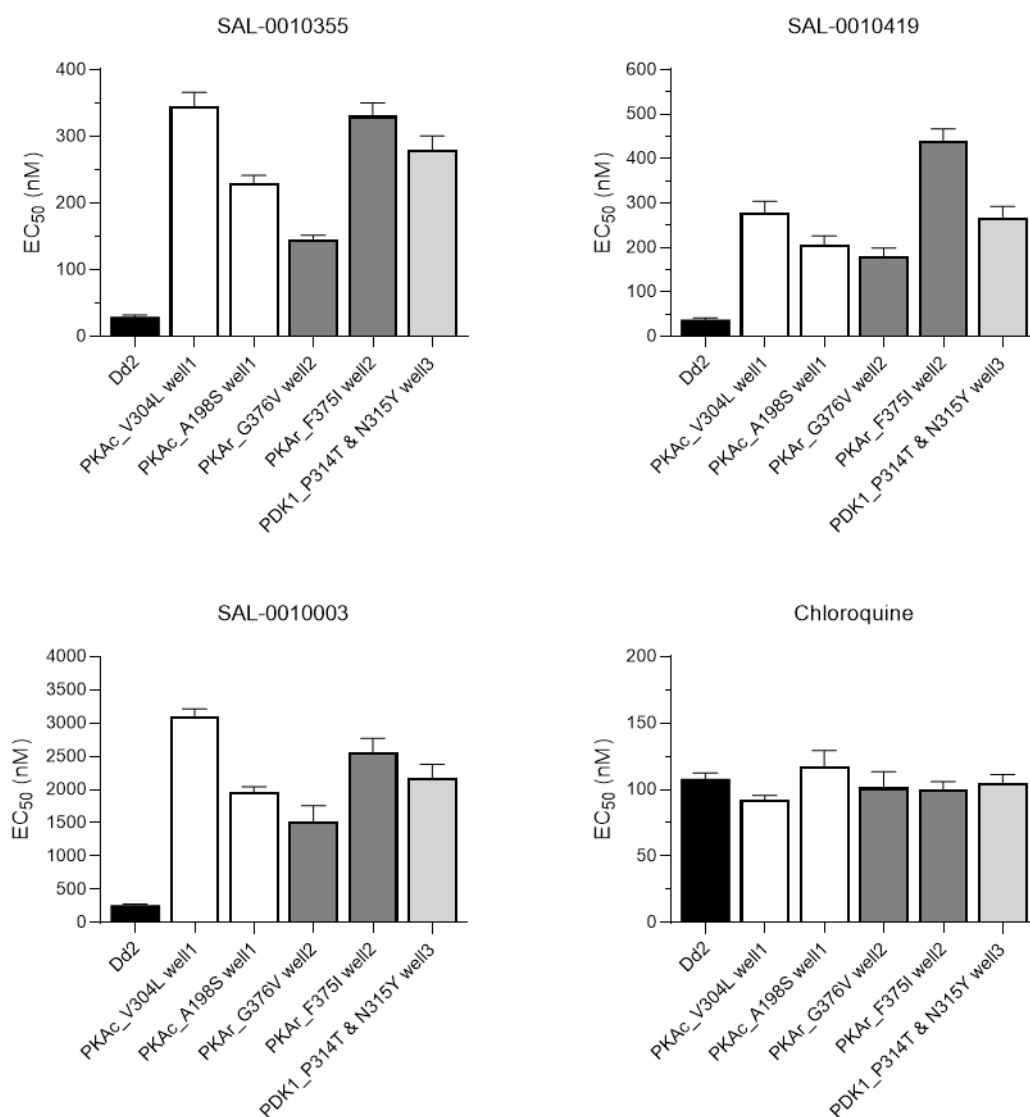 SAL-0010355
400
300
200
100
0
EC50 (nM)
Dd2
PKAc_V304L well1
PKAc_A198S well1
PKAr_G376V well2
PKAr_F375I well2
PDK1_P314T & N315Y well3
SAL-0010419
600
500
400
300
200
100
0
EC50 (nM)
Dd2
PKAc_V304L well1
PKAc_A198S well1
PKAr_G376V well2
PKAr_F375I well2
PDK1_P314T & N315Y well3
SAL-0010003
4000
3500
3000
2500
2000
1500
1000
500
0
EC50 (nM)
Dd2
PKAc_V304L well1
PKAc_A198S well1
PKAr_G376V well2
PKAr_F375I well2
PDK1_P314T & N315Y well3
Chloroquine
200
150
100
50
0
EC50 (nM)
Dd2
PKAc_V304L well1
PKAc_A198S well1
PKAr_G376V well2
PKAr_F375I well2
PDK1_P314T & N315Y well3